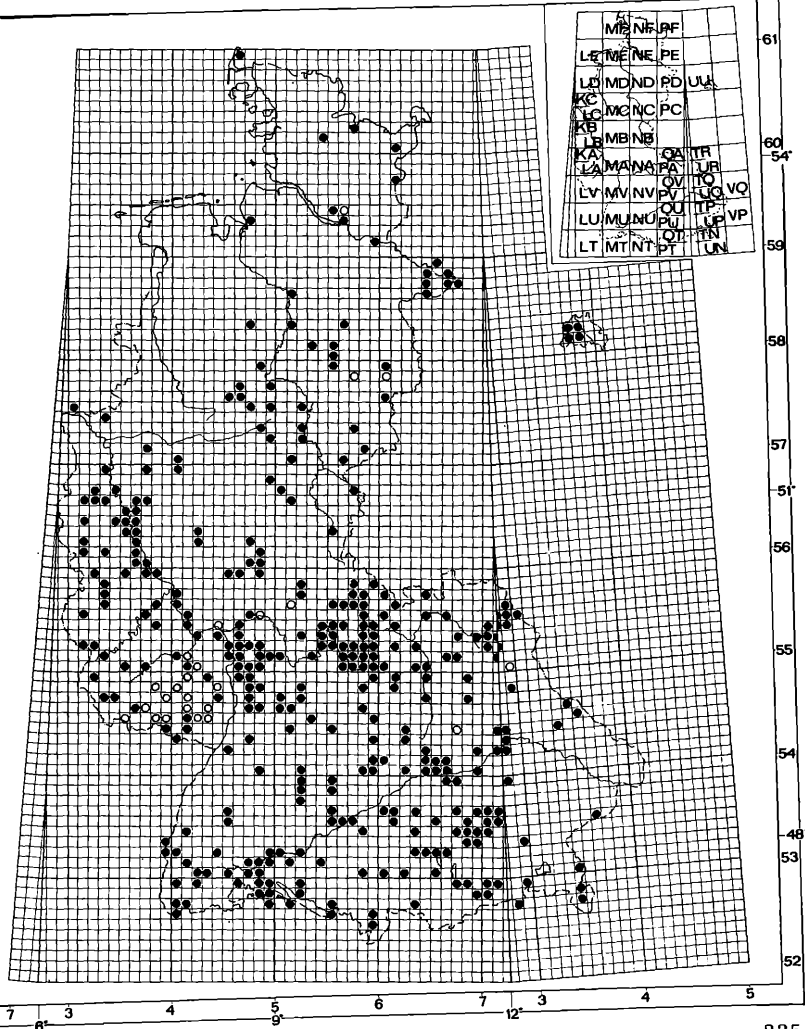 MF NF PF
LE ME NE PE
LD MD ND PD UU
KC
LC MC NC PC
KB
LB MB NB
KA QA TR
LA MA NA PA UR
QV TQ
LV MV NV PV UQ VQ
QU TP
LU MU NU PU UP VP
QT TN
LT MT NT PT UN
61
60
54°
59
58
57
51°
56
55
54
48
53
52
7 3 4 5 6 7 3 4 5
6° 9° 12°